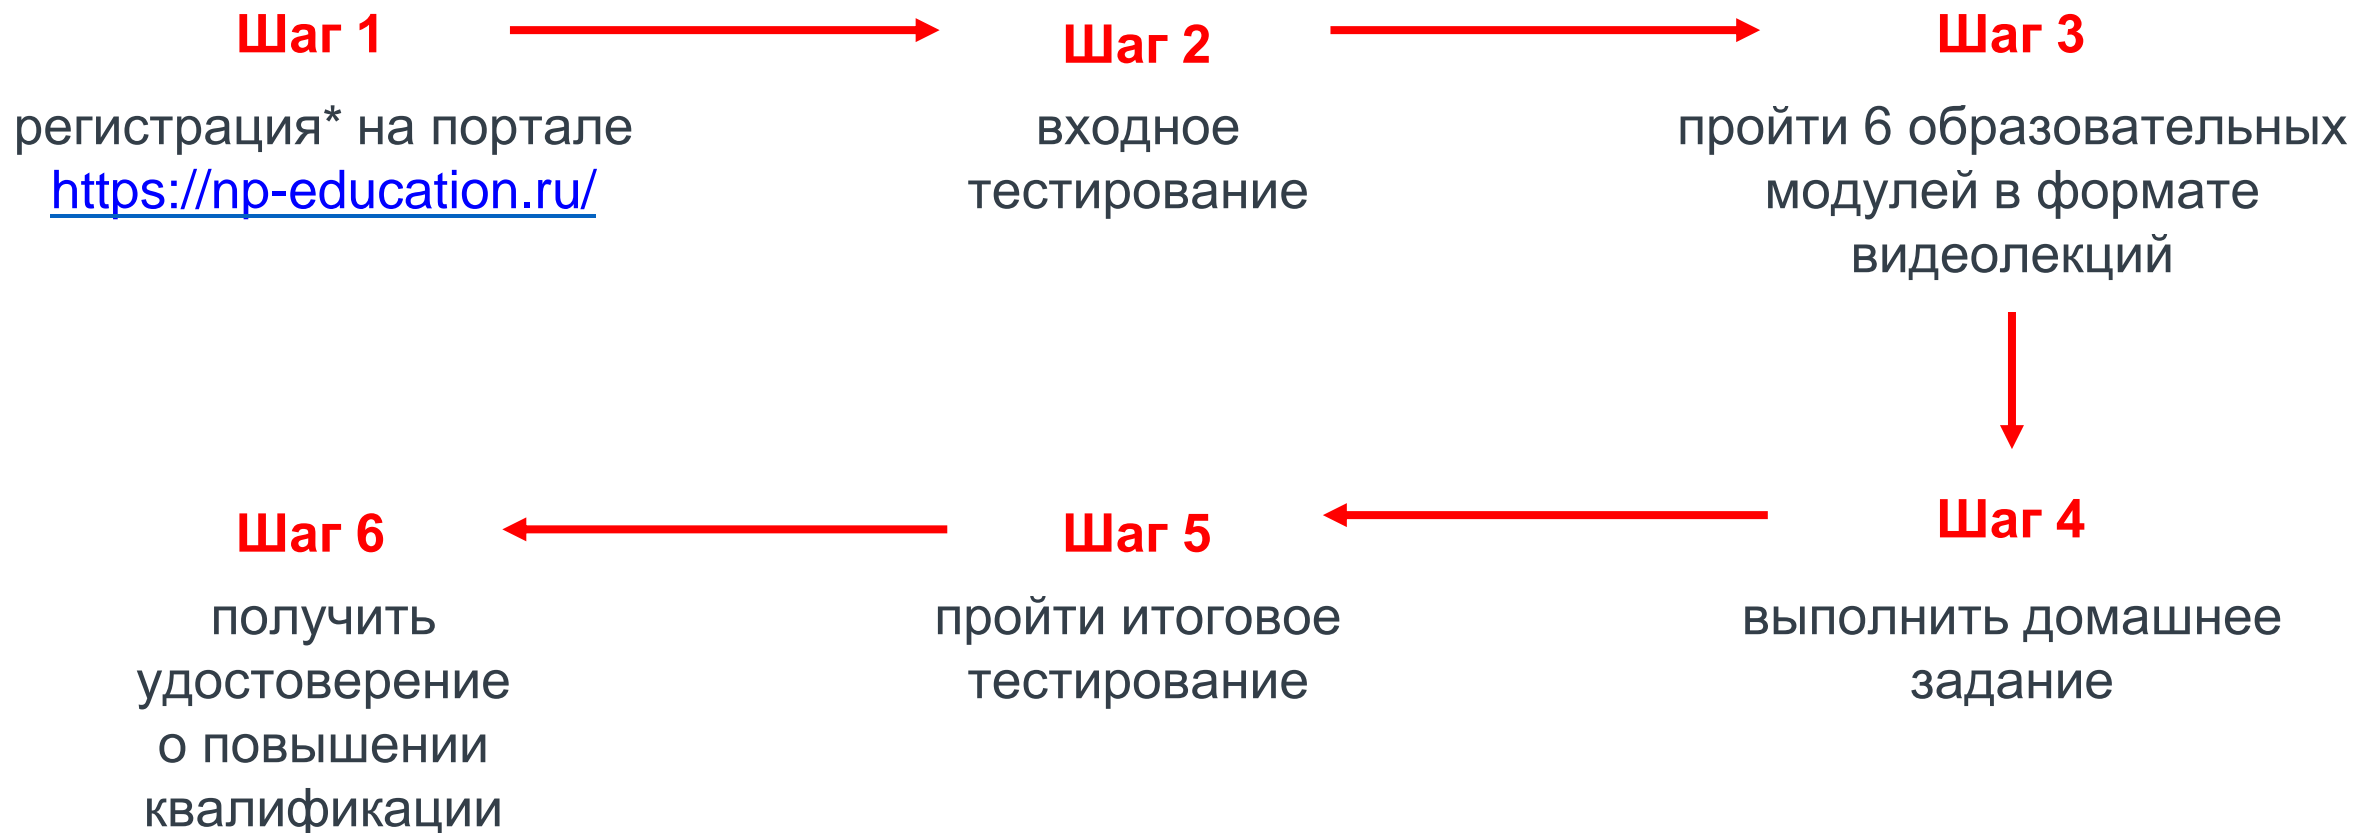 Шаг 1
регистрация* на портале
https://np-education.ru/
Шаг 2
входное
тестирование
Шаг 3
пройти 6 образовательных
модулей в формате
видеолекций
Шаг 4
выполнить домашнее
задание
Шаг 5
пройти итоговое
тестирование
Шаг 6
получить
удостоверение
о повышении
квалификации